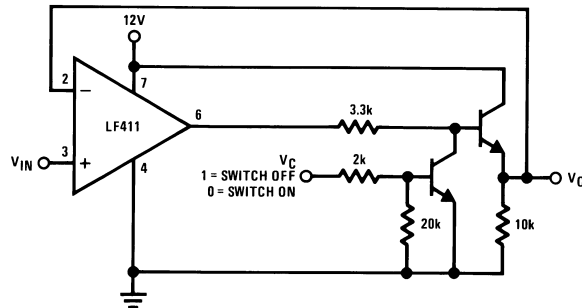 12V
2
7
−
LF411
6
3.3k
V_IN
3
+
4
V_C
2k
1 = SWITCH OFF
0 = SWITCH ON
20k
10k
V_O